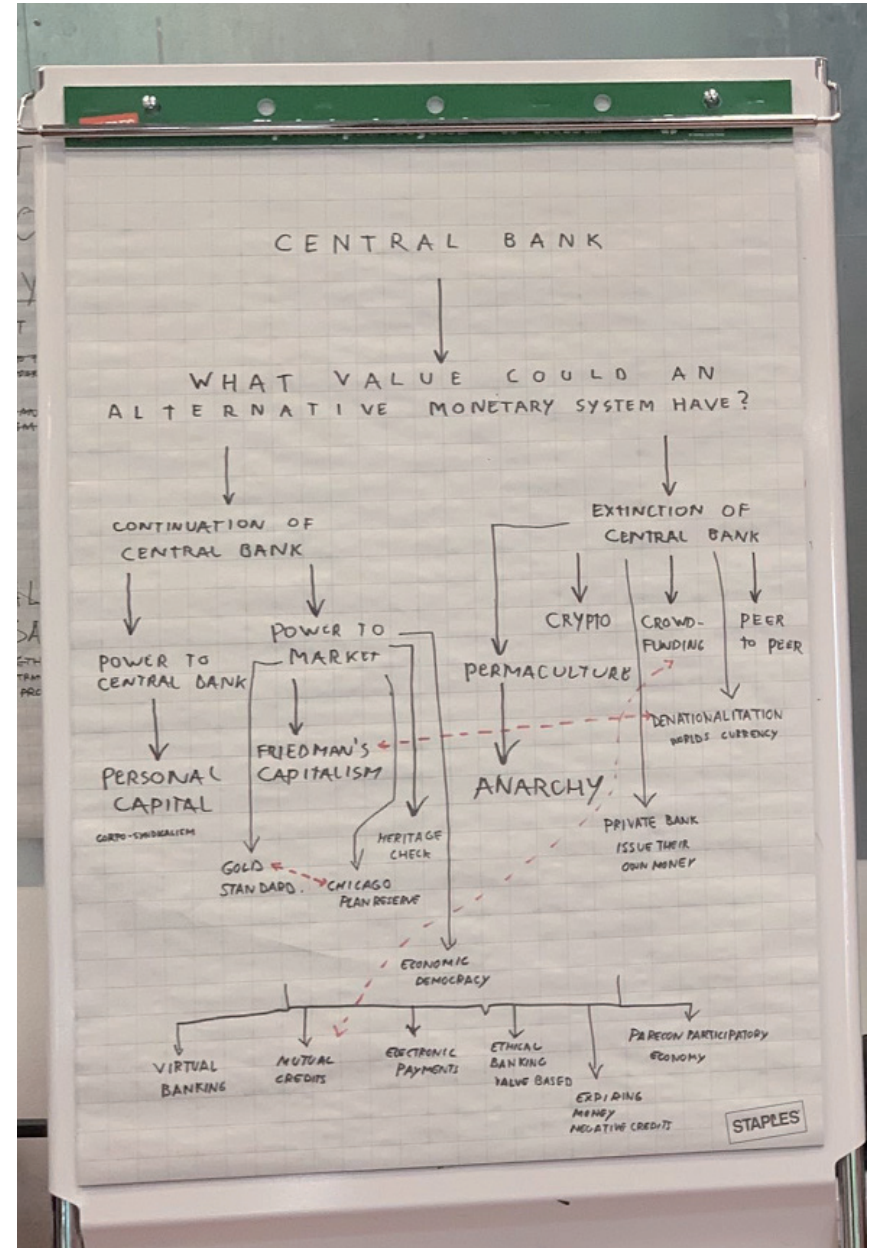 CENTRAL BANK
WHAT VALUE COULD AN
ALTERNATIVE MONETARY SYSTEM HAVE?
CONTINUATION OF
CENTRAL BANK
EXTINCTION OF
CENTRAL BANK
POWER TO
CENTRAL BANK
POWER TO
MARKET
CRYPTO
CROWD-
FUNDING
PEER
to PEER
PERMACULTURE
PERSONAL
CAPITAL
CORPO-SYNDICALISM
FRIEDMAN'S
CAPITALISM
DENATIONALITATION
WORLDS CURRENCY
ANARCHY
HERITAGE
CHECK
PRIVATE BANK
ISSUE THEIR
OWN MONEY
GOLD
STANDARD.
CHICAGO
PLAN RESERVE
ECONOMIC
DEMOCRACY
VIRTUAL
BANKING
MUTUAL
CREDITS
ELECTRONIC
PAYMENTS
ETHICAL
BANKING
VALUE BASED
EXPIRING
MONEY
NEGATIVE CREDITS
PARECON PARTICIPATORY
ECONOMY
STAPLES